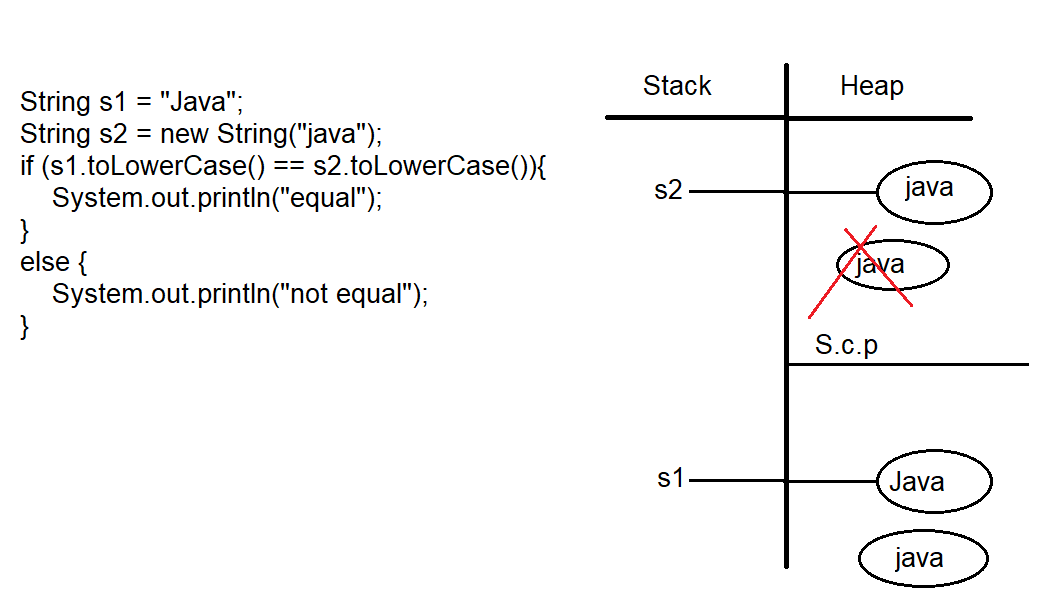 String s1 = "Java";
String s2 = new String("java");
if (s1.toLowerCase() == s2.toLowerCase()){
System.out.println("equal");
}
else {
System.out.println("not equal");
}
Stack
Heap
s2
java
java
S.c.p
s1
Java
java